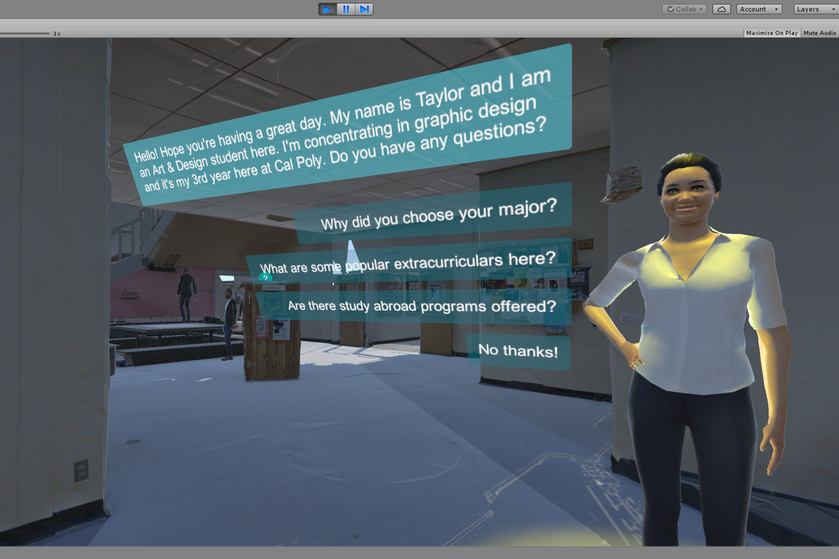 Collab
Account
Layers
1x
Maximize On Play
Mute Audio
Hello! Hope you're having a great day. My name is Taylor and I am
an Art & Design student here. I'm concentrating in graphic design
and it's my 3rd year here at Cal Poly. Do you have any questions?
Why did you choose your major?
What are some popular extracurriculars here?
?
Are there study abroad programs offered?
No thanks!